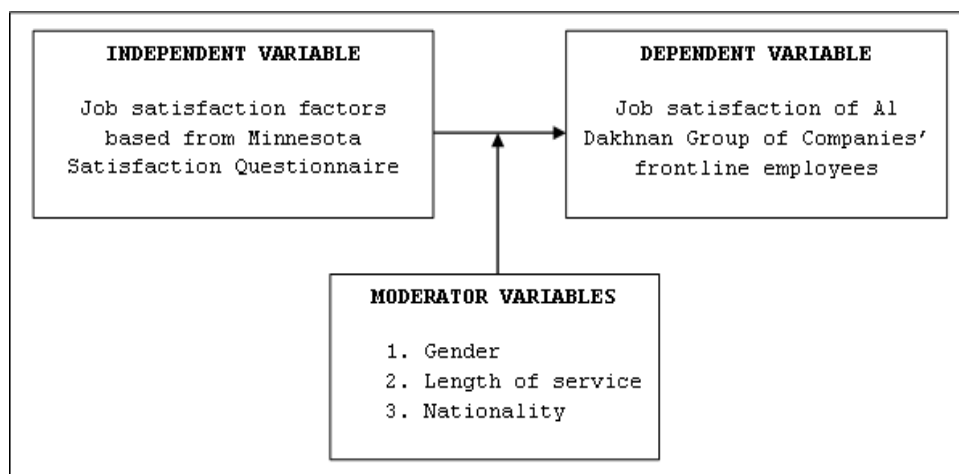 INDEPENDENT VARIABLE
Job satisfaction factors
based from Minnesota
Satisfaction Questionnaire
DEPENDENT VARIABLE
Job satisfaction of Al
Dakhnan Group of Companies’
frontline employees
MODERATOR VARIABLES
1. Gender
2. Length of service
3. Nationality